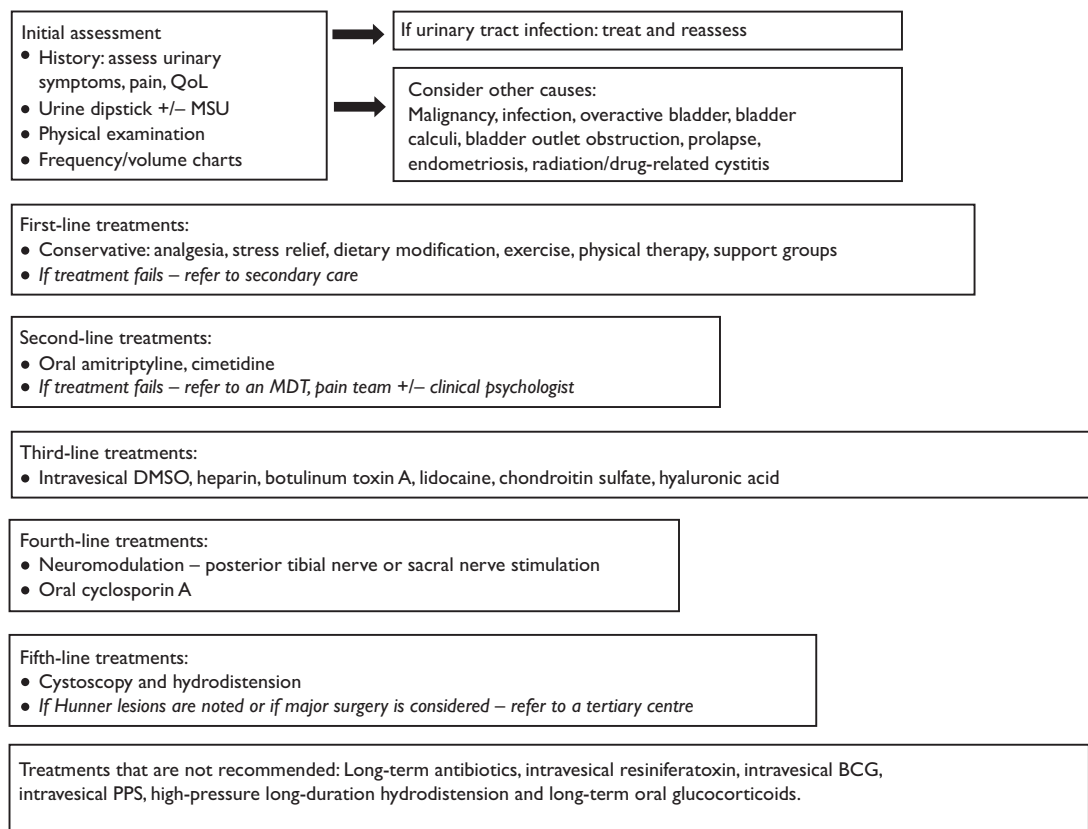 Initial assessment
● History: assess urinary
symptoms, pain, QoL
● Urine dipstick +/– MSU
● Physical examination
● Frequency/volume charts
If urinary tract infection: treat and reassess
Consider other causes:
Malignancy, infection, overactive bladder, bladder
calculi, bladder outlet obstruction, prolapse,
endometriosis, radiation/drug-related cystitis
First-line treatments:
● Conservative: analgesia, stress relief, dietary modification, exercise, physical therapy, support groups
● If treatment fails – refer to secondary care
Second-line treatments:
● Oral amitriptyline, cimetidine
● If treatment fails – refer to an MDT, pain team +/– clinical psychologist
Third-line treatments:
● Intravesical DMSO, heparin, botulinum toxin A, lidocaine, chondroitin sulfate, hyaluronic acid
Fourth-line treatments:
● Neuromodulation – posterior tibial nerve or sacral nerve stimulation
● Oral cyclosporin A
Fifth-line treatments:
● Cystoscopy and hydrodistension
● If Hunner lesions are noted or if major surgery is considered – refer to a tertiary centre
Treatments that are not recommended: Long-term antibiotics, intravesical resiniferatoxin, intravesical BCG,
intravesical PPS, high-pressure long-duration hydrodistension and long-term oral glucocorticoids.